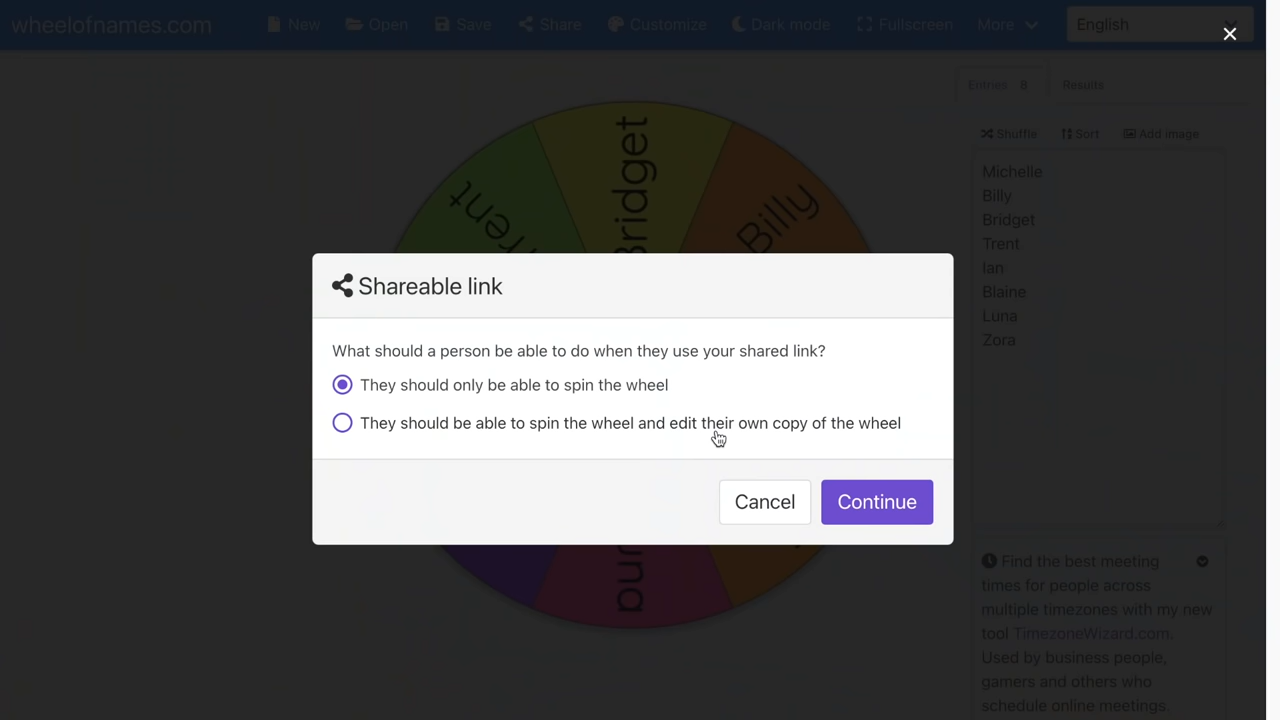 wheelofnames.com
New Open Save Share Customize Dark mode Fullscreen More English
Entries 8 Results
Shuffle Sort Add image
Michelle
Billy
Bridget
Trent
Ian
Blaine
Luna
Zora
Bridget
Billy
Shareable link
What should a person be able to do when they use your shared link?
They should only be able to spin the wheel
They should be able to spin the wheel and edit their own copy of the wheel
Cancel Continue
Find the best meeting
times for people across
multiple timezones with my new
tool TimezoneWizard.com.
Used by business people,
gamers and others who
schedule online meetings.